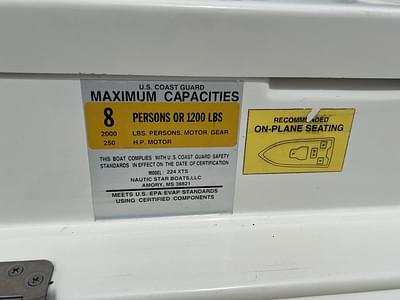 U.S. COAST GUARD
MAXIMUM CAPACITIES
8 PERSONS OR 1200 LBS
2000 LBS. PERSONS. MOTOR. GEAR
250 H.P. MOTOR
THIS BOAT COMPLIES WITH U.S. COAST GUARD SAFETY
STANDARDS IN EFFECT ON THE DATE OF CERTIFICATION
MODEL: 224 XTS
NAUTIC STAR BOATS, LLC
AMORY, MS 38821
MEETS U.S. EPA EVAP STANDARDS
USING CERTIFIED COMPONENTS
RECOMMENDED
ON-PLANE SEATING